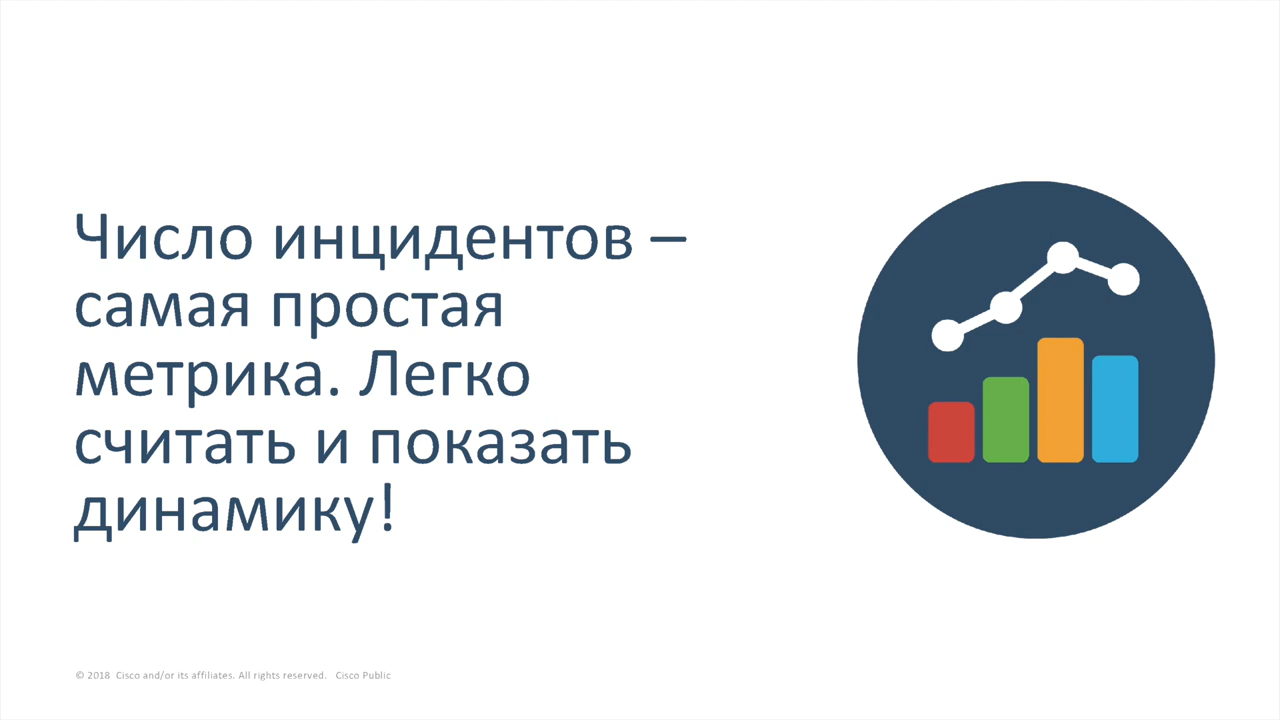 Число инцидентов –
самая простая
метрика. Легко
считать и показать
динамику!
© 2018 Cisco and/or its affiliates. All rights reserved. Cisco Public